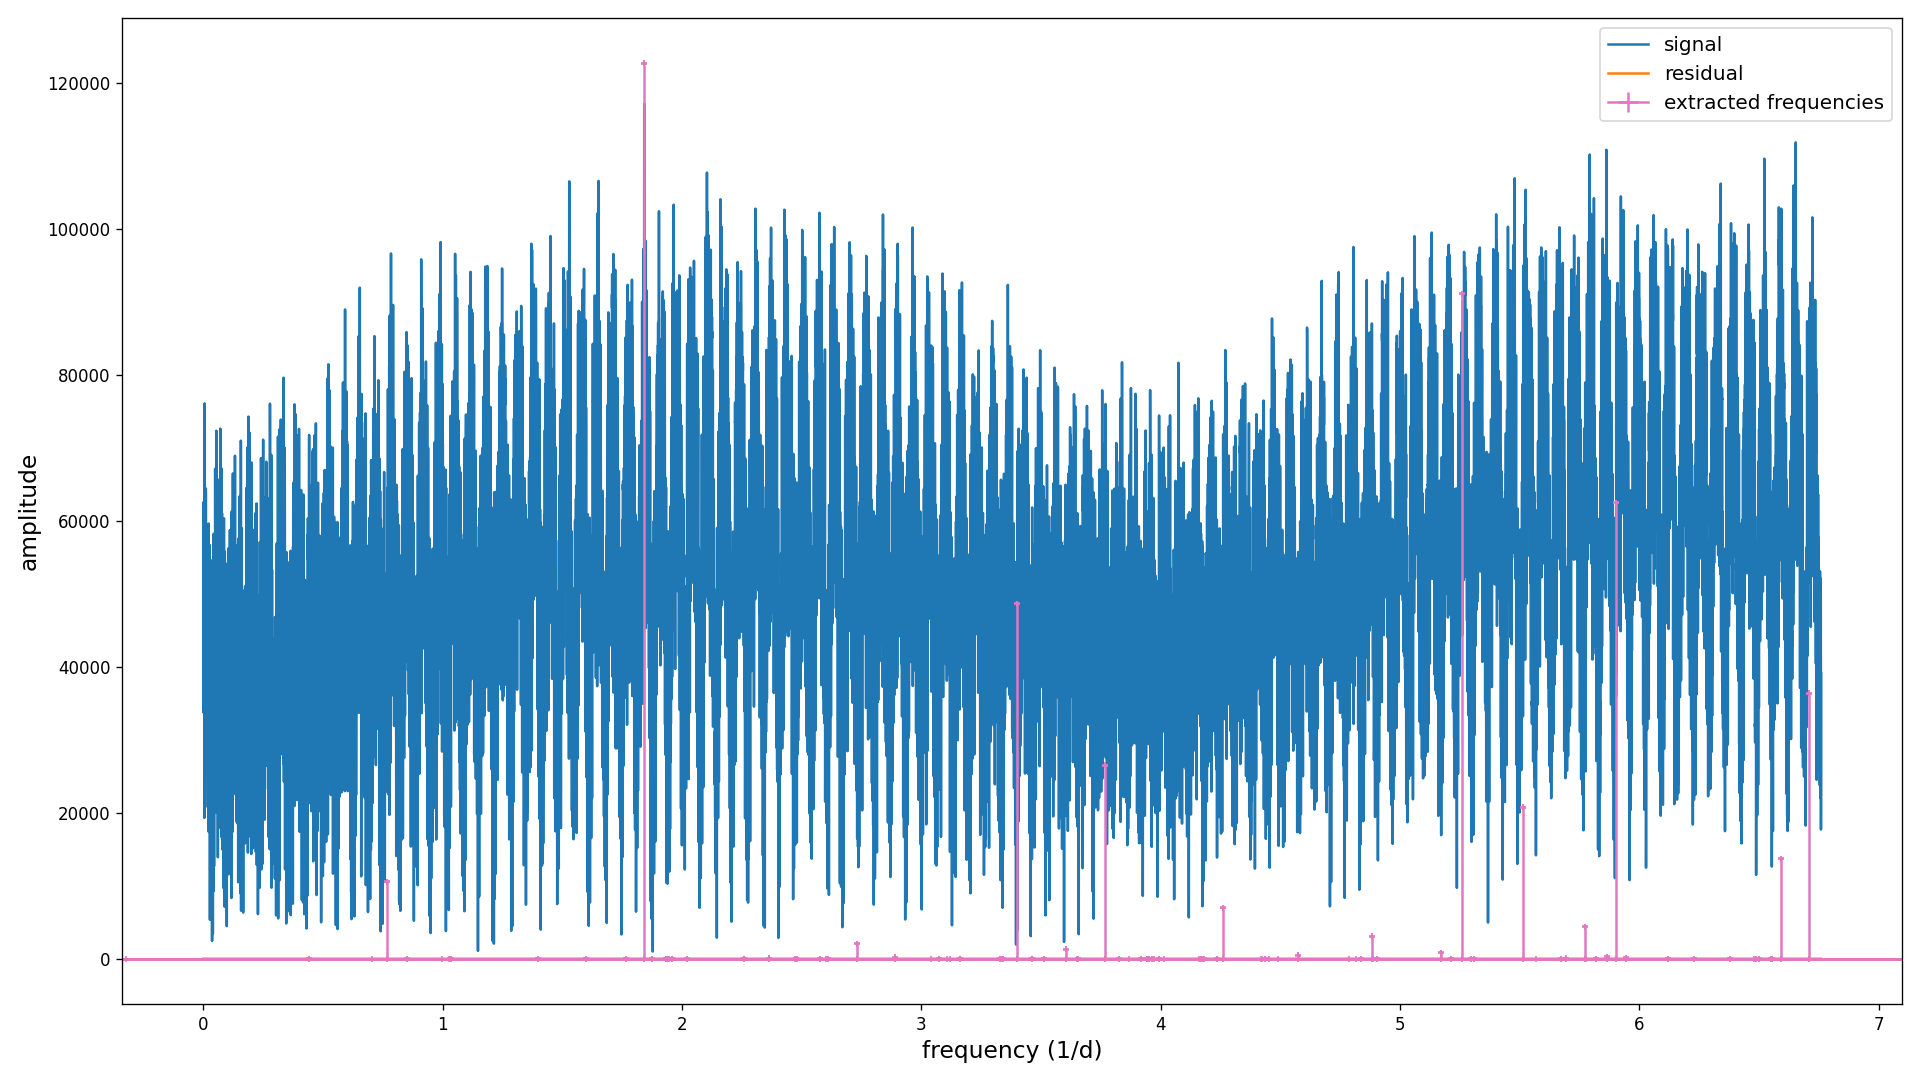 signal
residual
extracted frequencies
120000
100000
80000
60000
40000
20000
0
amplitude
0 1 2 3 4 5 6 7
frequency (1/d)